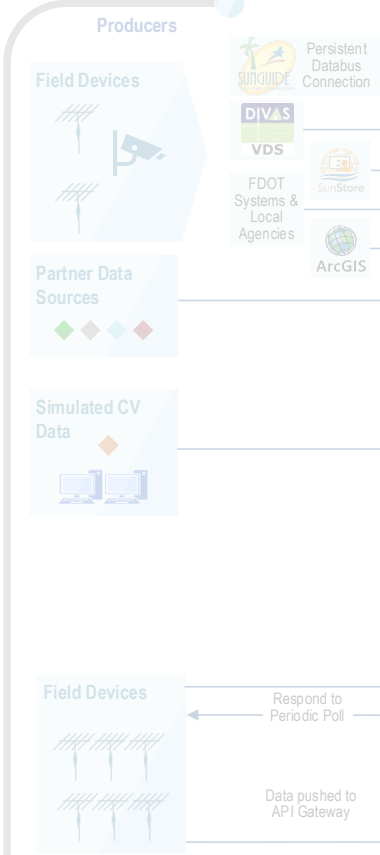 Producers
Persistent
Databus
Connection
SUNGUIDE
Field Devices
DIVAS
VDS
SunStore
FDOT
Systems &
Local
Agencies
ArcGIS
Partner Data
Sources
Simulated CV
Data
Field Devices
Respond to
Periodic Poll
Data pushed to
API Gateway